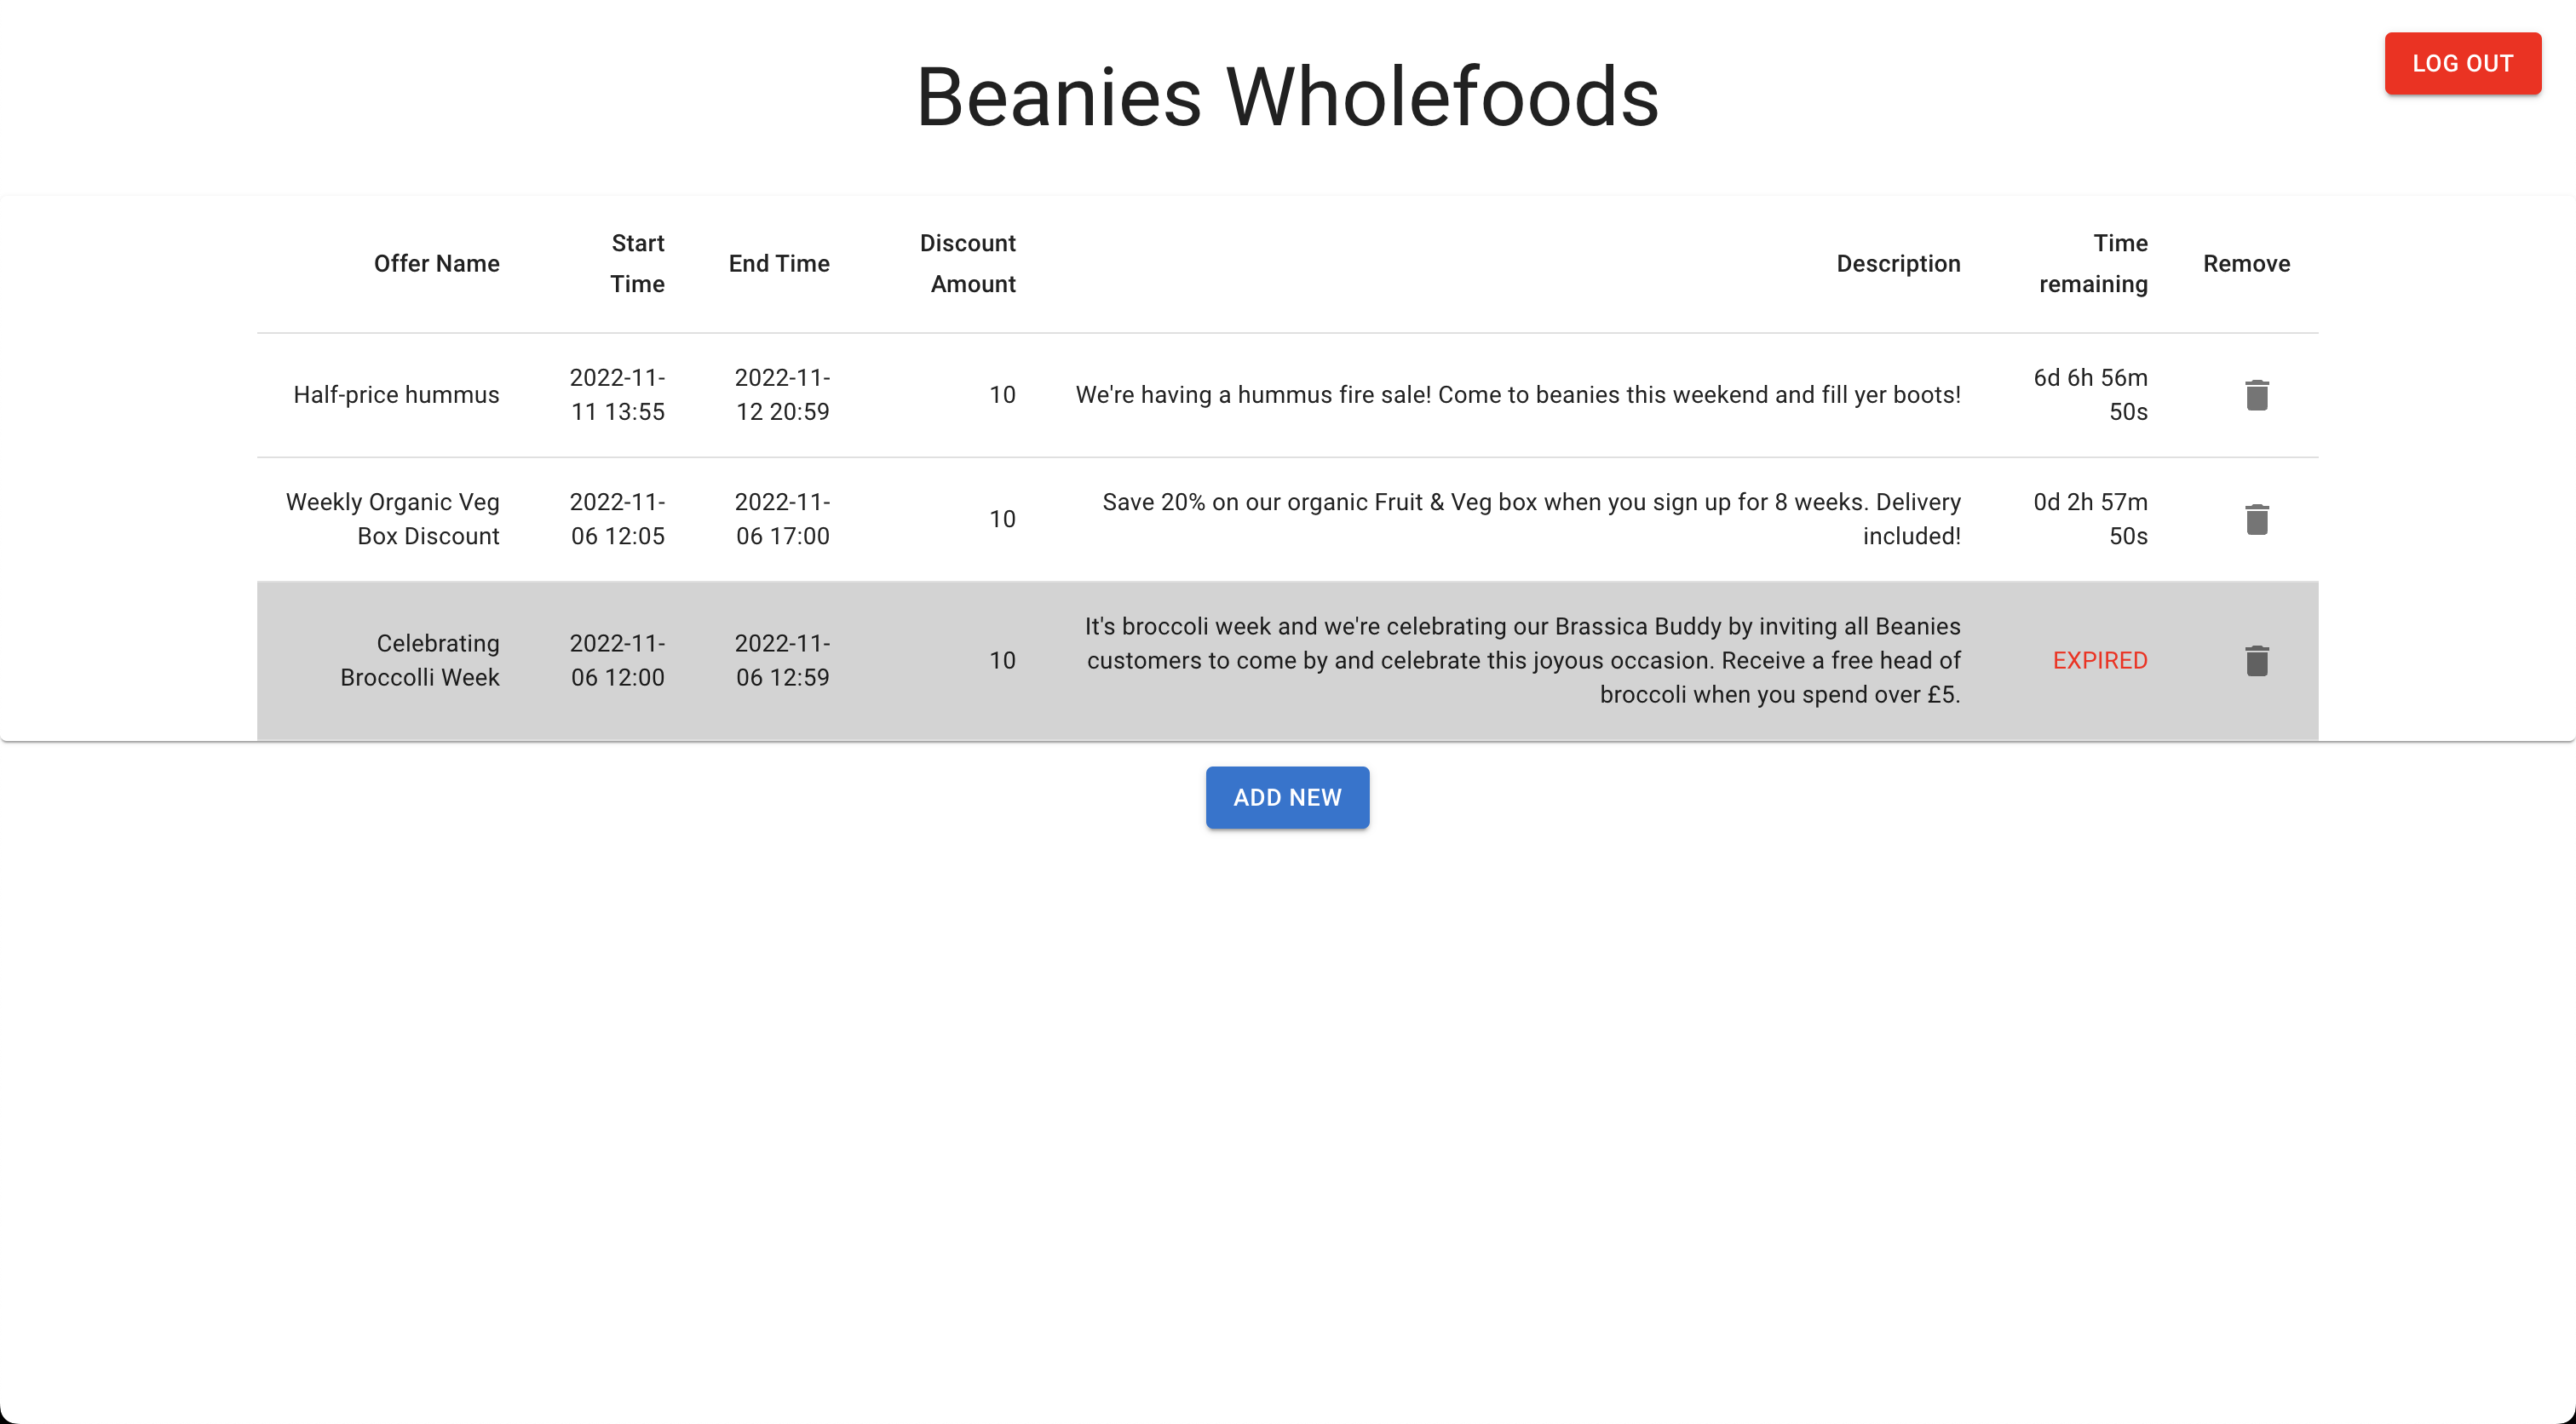 LOG OUT
Beanies Wholefoods
Offer Name
Start
Time
End Time
Discount
Amount
Description
Time
remaining
Remove
Half-price hummus
2022-11-
11 13:55
2022-11-
12 20:59
10
We're having a hummus fire sale! Come to beanies this weekend and fill yer boots!
6d 6h 56m
50s
Weekly Organic Veg
Box Discount
2022-11-
06 12:05
2022-11-
06 17:00
10
Save 20% on our organic Fruit & Veg box when you sign up for 8 weeks. Delivery
included!
0d 2h 57m
50s
Celebrating
Broccolli Week
2022-11-
06 12:00
2022-11-
06 12:59
10
It's broccoli week and we're celebrating our Brassica Buddy by inviting all Beanies
customers to come by and celebrate this joyous occasion. Receive a free head of
broccoli when you spend over £5.
EXPIRED
ADD NEW